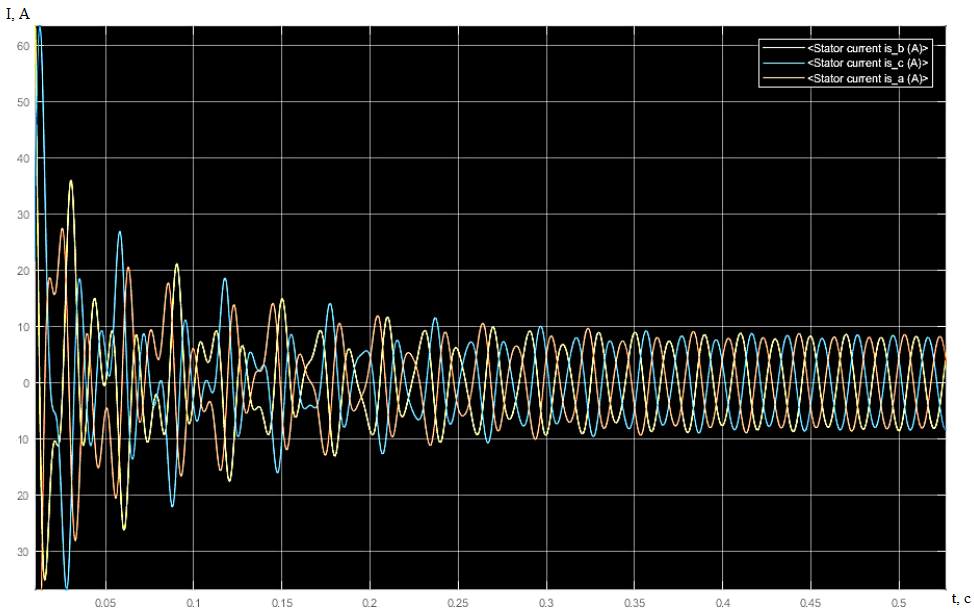 I, A
<Stator current is_b (A)>
<Stator current is_c (A)>
<Stator current is_a (A)>
60
50
40
30
20
10
0
10
20
30
0.05 0.1 0.15 0.2 0.25 0.3 0.35 0.4 0.45 0.5
t, c